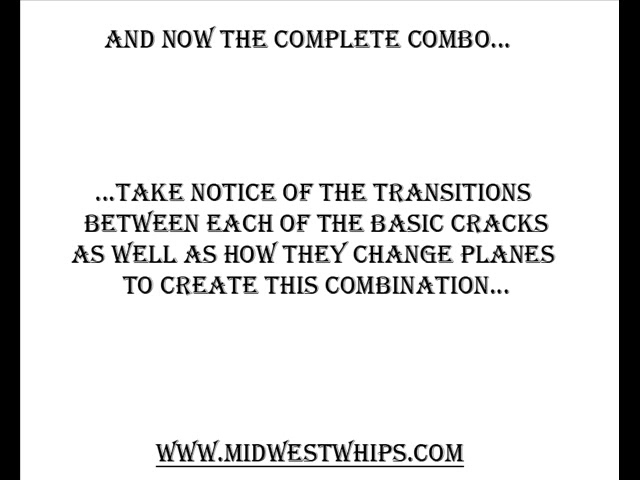 AND NOW THE COMPLETE COMBO...
...TAKE NOTICE OF THE TRANSITIONS
BETWEEN EACH OF THE BASIC CRACKS
AS WELL AS HOW THEY CHANGE PLANES
TO CREATE THIS COMBINATION...
WWW.MIDWESTWHIPS.COM